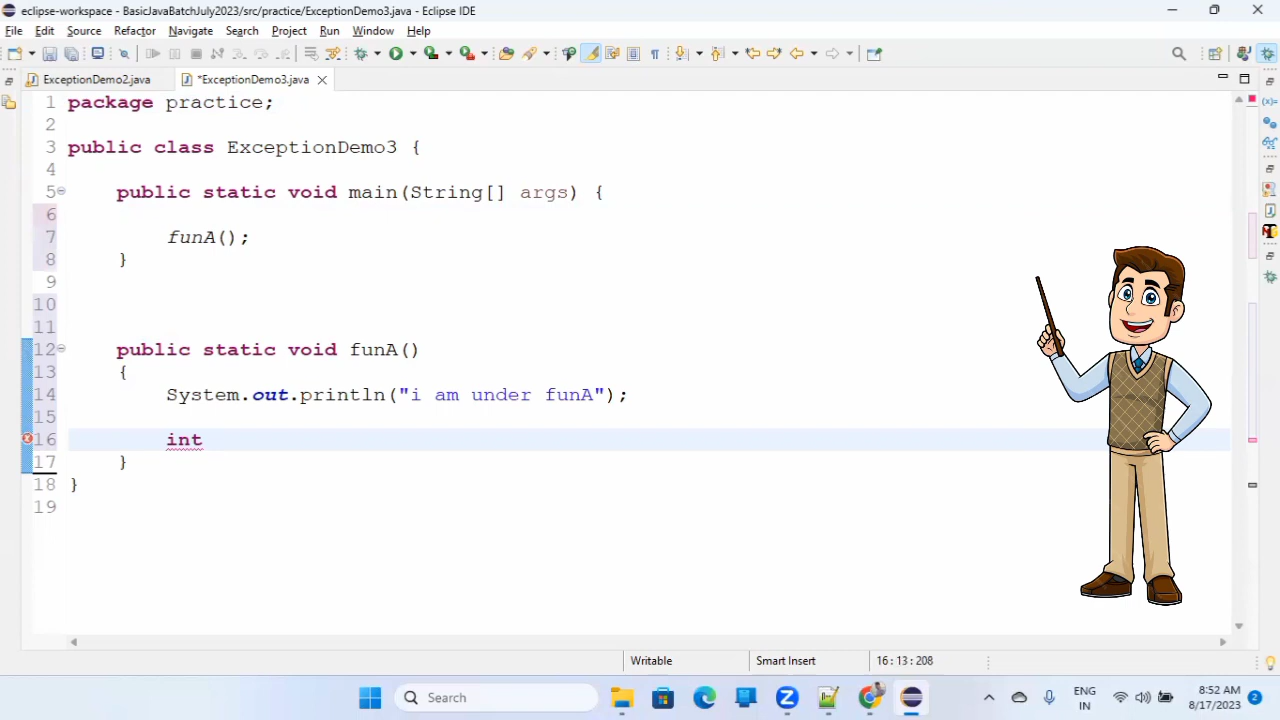 eclipse-workspace - BasicJavaBatchJuly2023/src/practice/ExceptionDemo3.java - Eclipse IDE
File Edit Source Refactor Navigate Search Project Run Window Help
ExceptionDemo2.java *ExceptionDemo3.java
1 package practice;
2
3 public class ExceptionDemo3 {
4
5 public static void main(String[] args) {
6
7 funA();
8 }
9
10
11
12 public static void funA()
13 {
14 System.out.println("i am under funA");
15
16 int
17 }
18 }
19
Writable Smart Insert 16 : 13 : 208
Search
ENG
IN
8:52 AM
8/17/2023
2